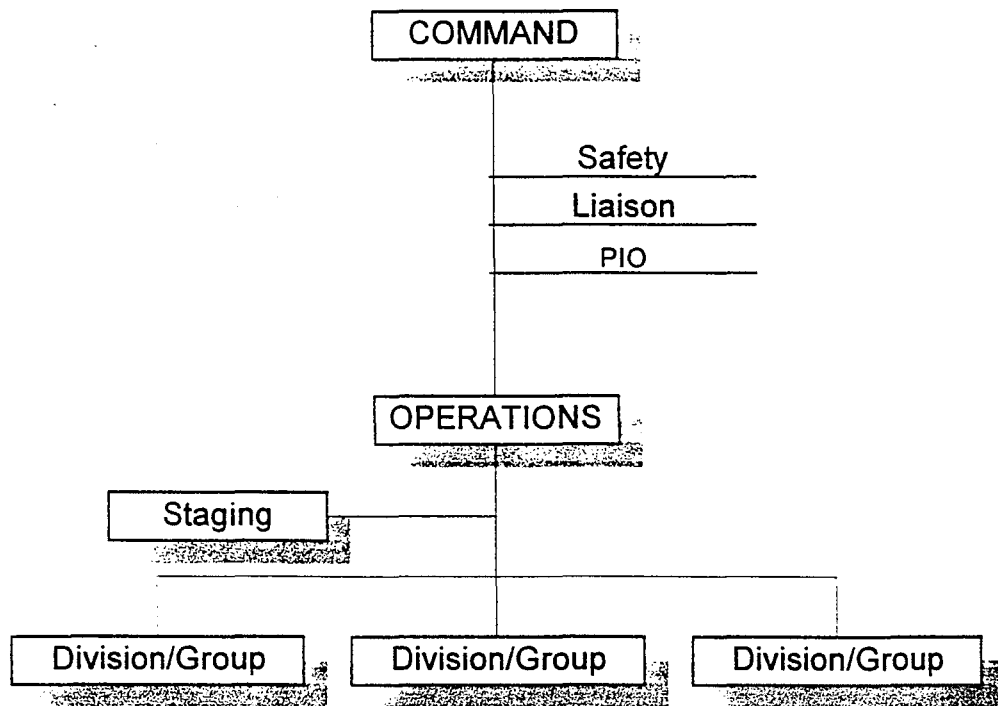 COMMAND
Safety
Liaison
PIO
OPERATIONS
Staging
Division/Group Division/Group Division/Group